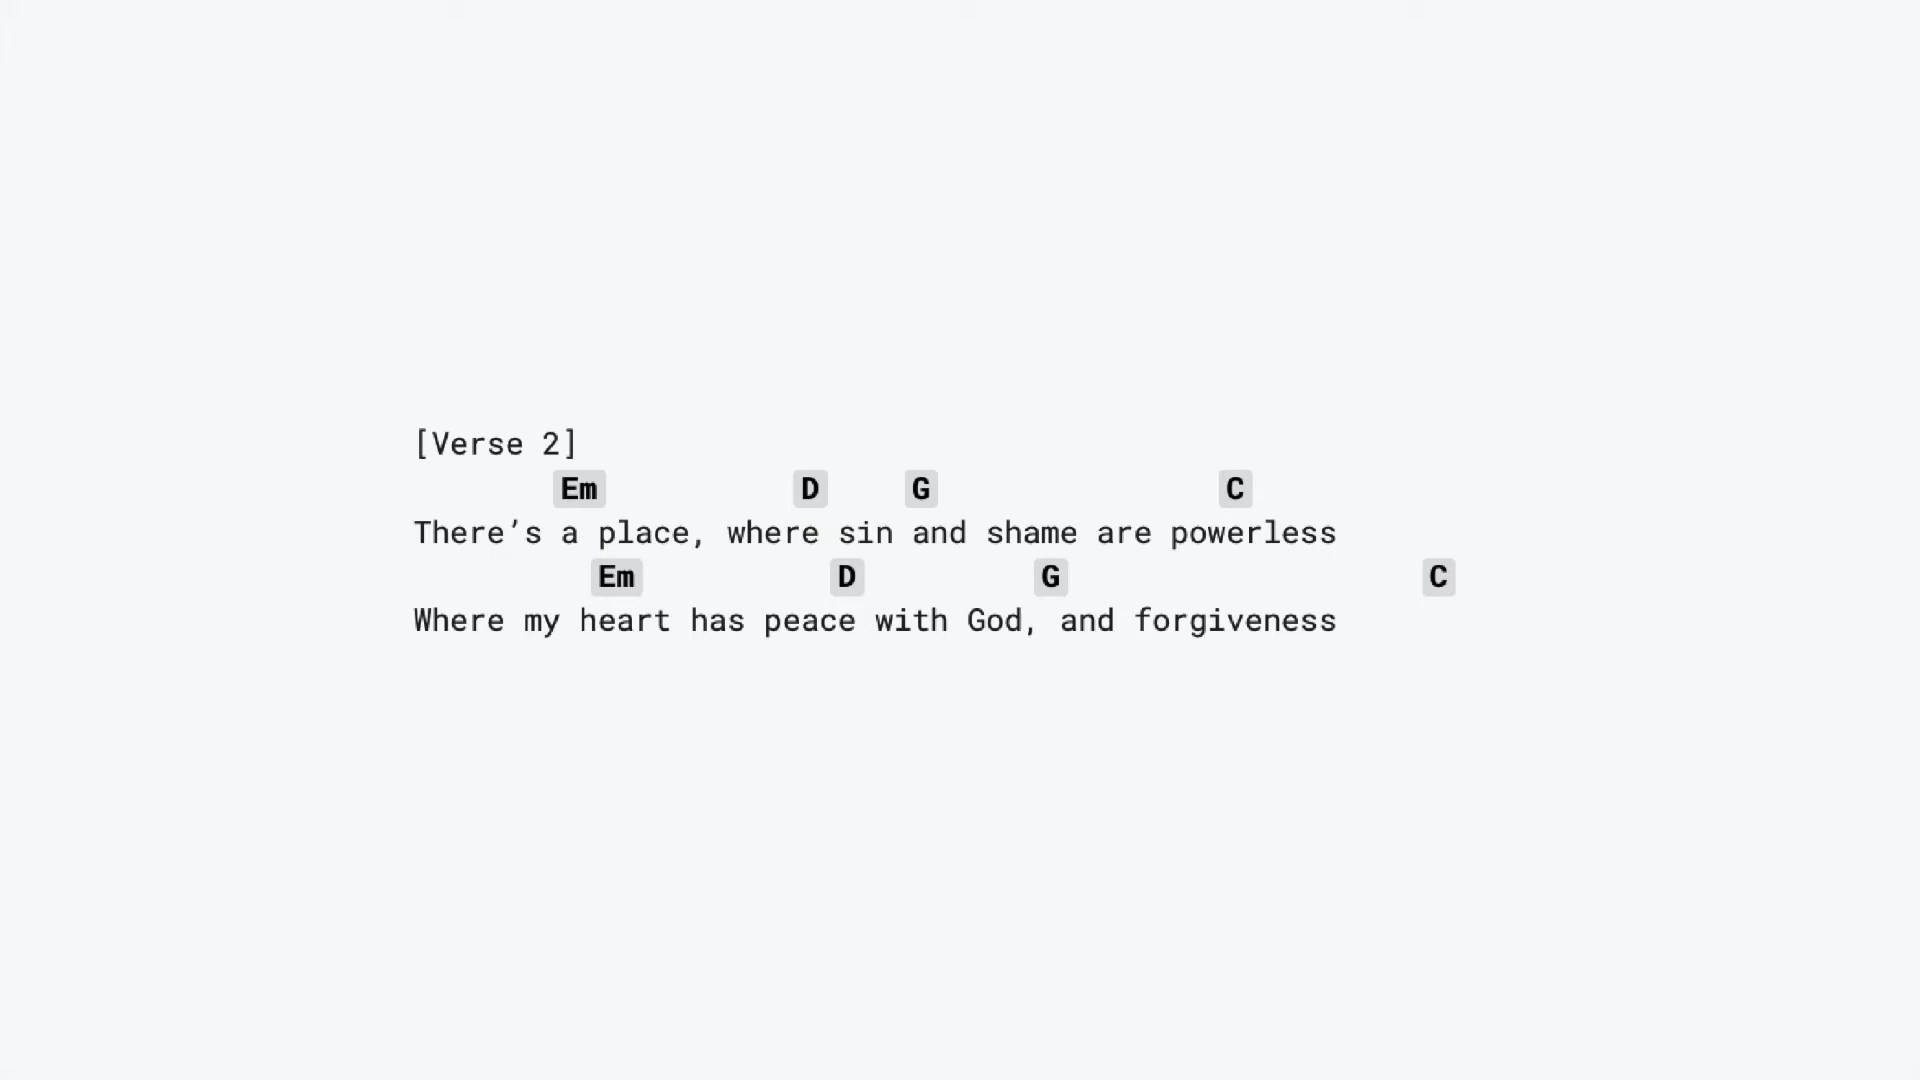 [Verse 2]
        Em           D     G                C
There’s a place, where sin and shame are powerless
          Em           D          G                    C
Where my heart has peace with God, and forgiveness